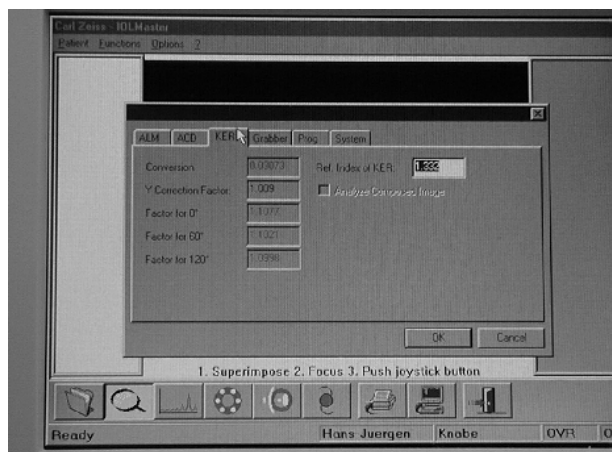 Carl Zeiss - IOLMaster
Patient Functions Options ?
ALM ACD KER Grabber Prog. System
Conversion: Ref. Index of KER: 1.332
Y Correction Factor: 1.009 Analyze Composed Image
Factor for 0°
Factor for 60°
Factor for 120°
OK Cancel
1. Superimpose 2. Focus 3. Push joystick button
Ready Hans Juergen Knabe OVR